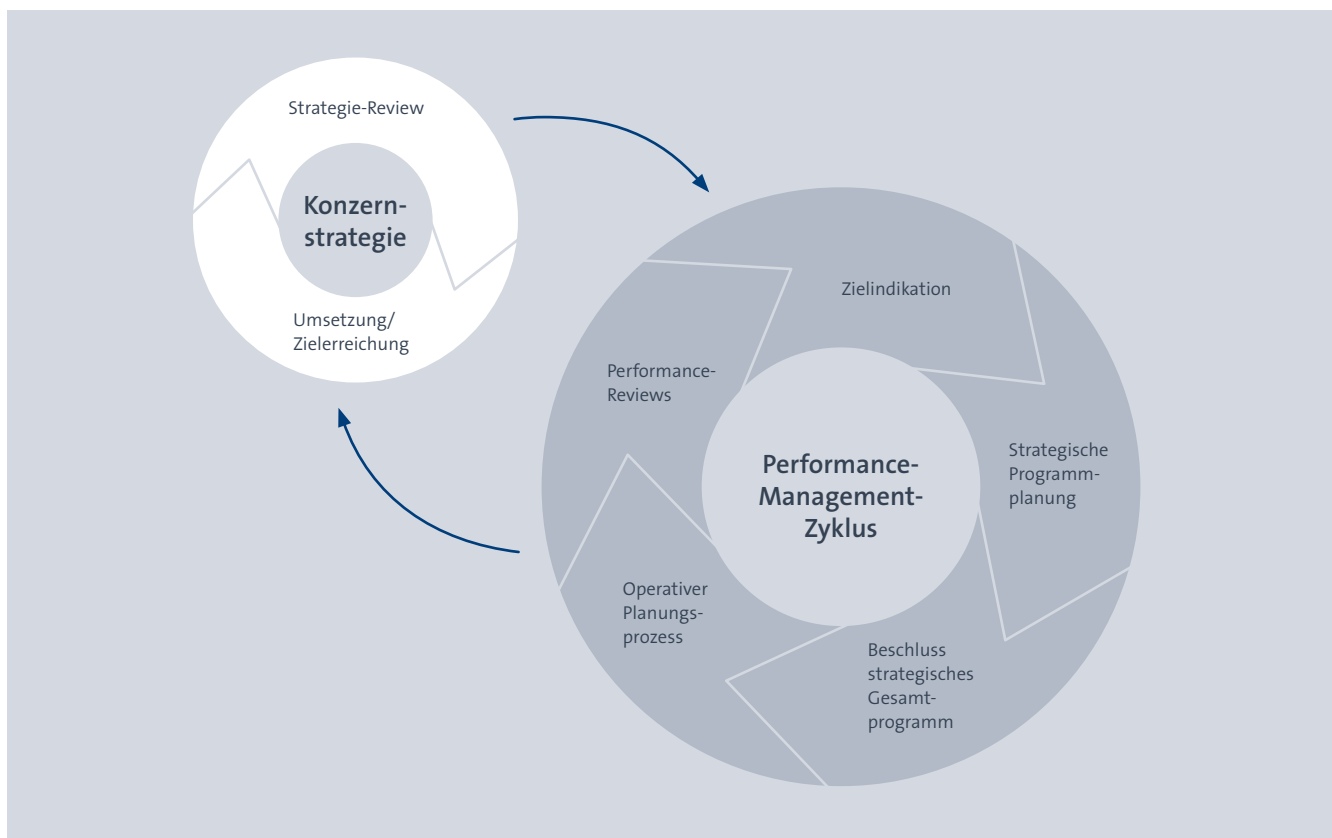 Strategie-Review
Konzern-
strategie
Umsetzung/
Zielerreichung
Zielindikation
Performance-
Reviews
Strategische
Programm-
planung
Performance-
Management-
Zyklus
Operativer
Planungs-
prozess
Beschluss
strategisches
Gesamt-
programm